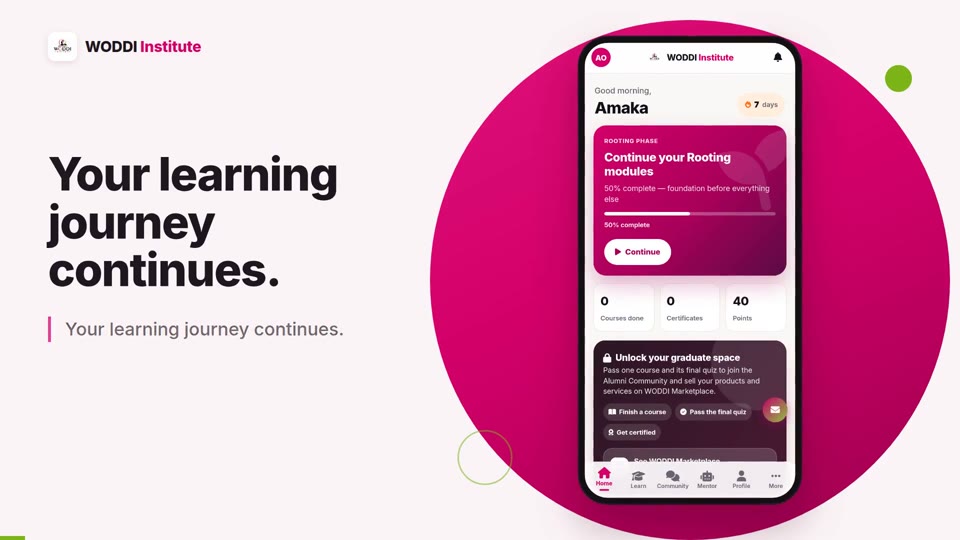 WODDI Institute
Your learning
journey
continues.
Your learning journey continues.
AO
WODDI Institute
Good morning,
Amaka
7 days
ROOTING PHASE
Continue your Rooting
modules
50% complete — foundation before everything
else
50% complete
Continue
0
Courses done
0
Certificates
40
Points
Unlock your graduate space
Pass one course and its final quiz to join the
Alumni Community and sell your products and
services on WODDI Marketplace.
Finish a course
Pass the final quiz
Get certified
See WODDI Marketplace
Home
Learn
Community
Mentor
Profile
More